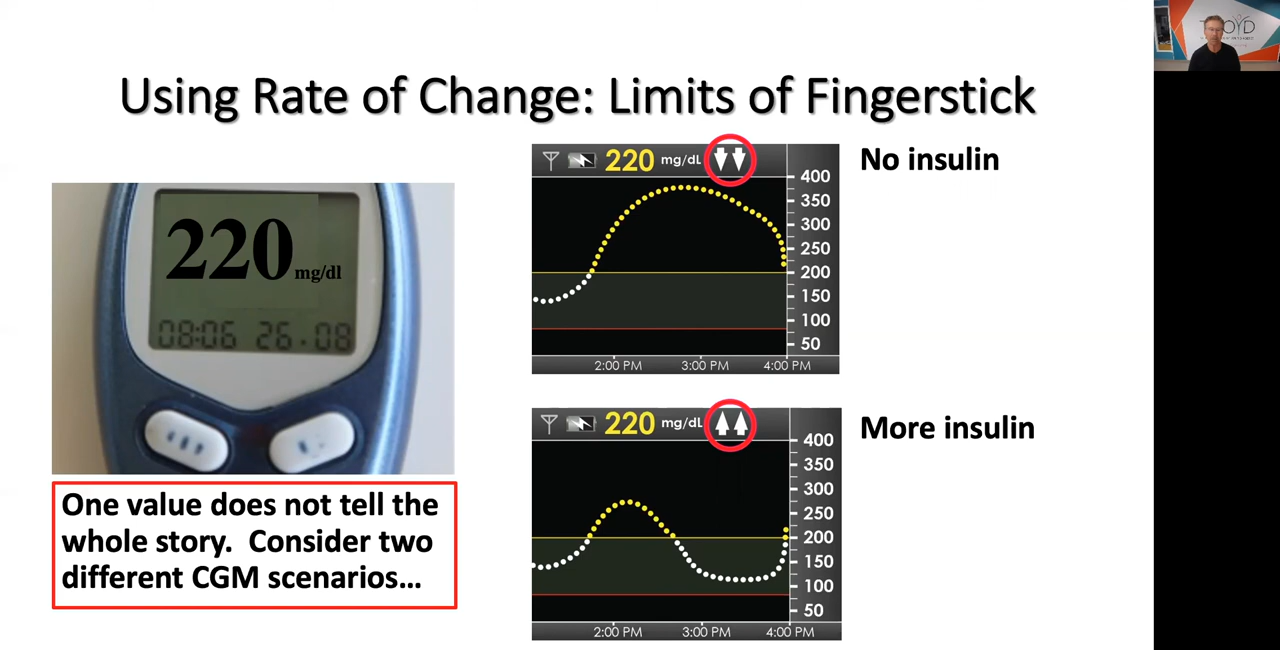 Using Rate of Change: Limits of Fingerstick
220 mg/dl
08:06 26.08
One value does not tell the
whole story. Consider two
different CGM scenarios...
220 mg/dL
400
350
300
250
200
150
100
50
2:00 PM 3:00 PM 4:00 PM
No insulin
220 mg/dL
400
350
300
250
200
150
100
50
2:00 PM 3:00 PM 4:00 PM
More insulin